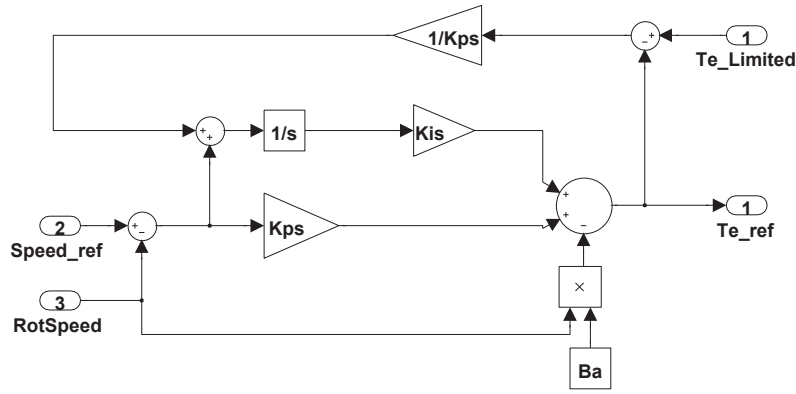 1/Kps
1
Te_Limited
1/s
Kis
2
Speed_ref
Kps
1
Te_ref
3
RotSpeed
×
Ba